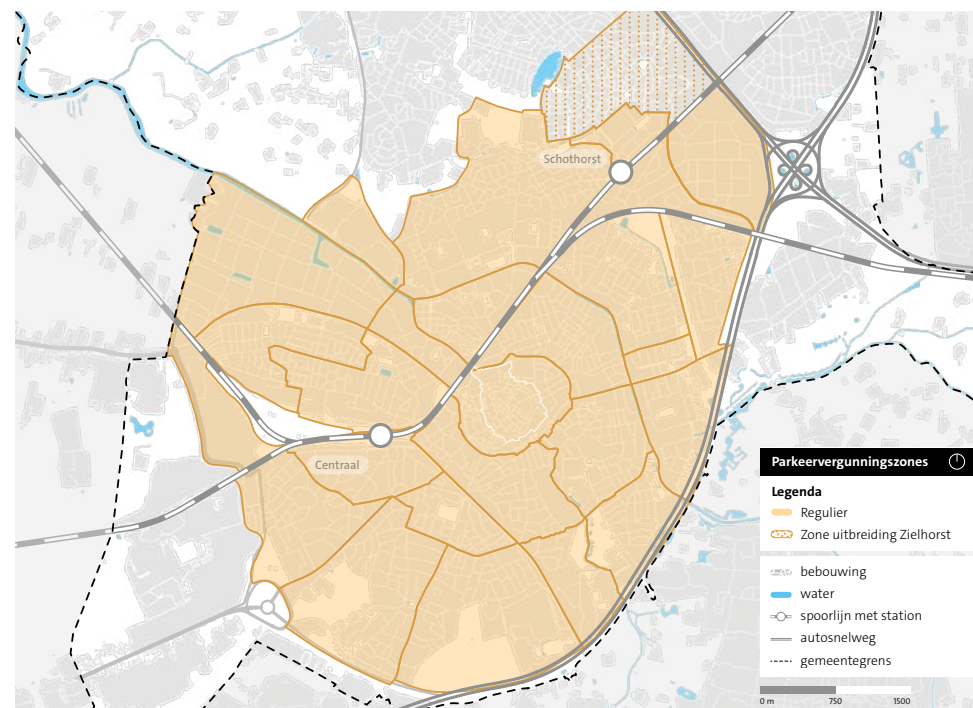 Schothorst
Centraal
Parkeervergunningszones
Legenda
Regulier
Zone uitbreiding Zielhorst
bebouwing
water
spoorlijn met station
autosnelweg
gemeentegrens
0 m 750 1500